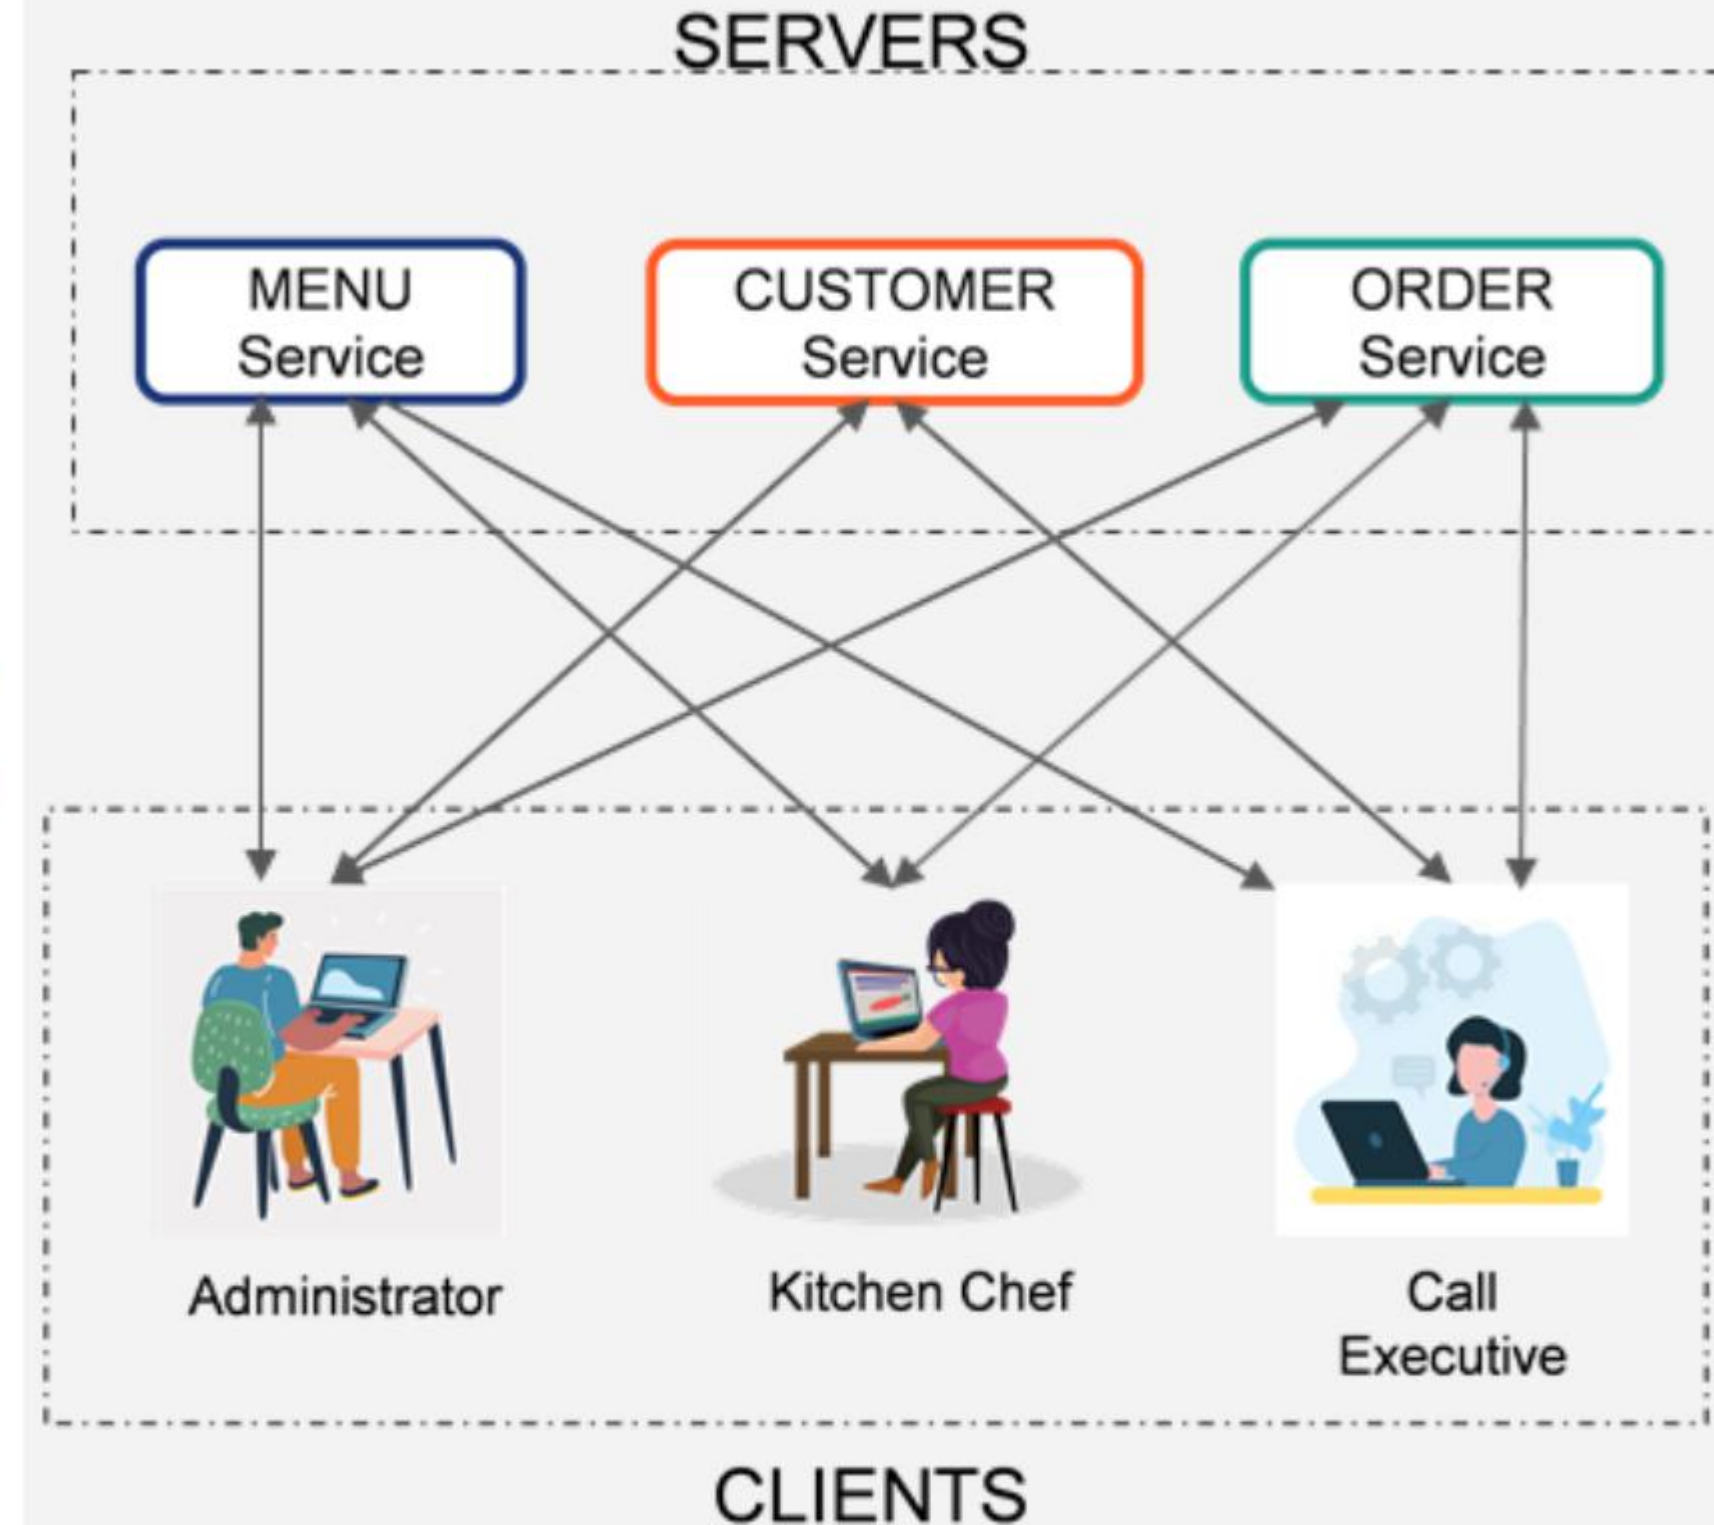 SERVERS
MENU
Service
CUSTOMER
Service
ORDER
Service
Administrator
Kitchen Chef
Call
Executive
CLIENTS